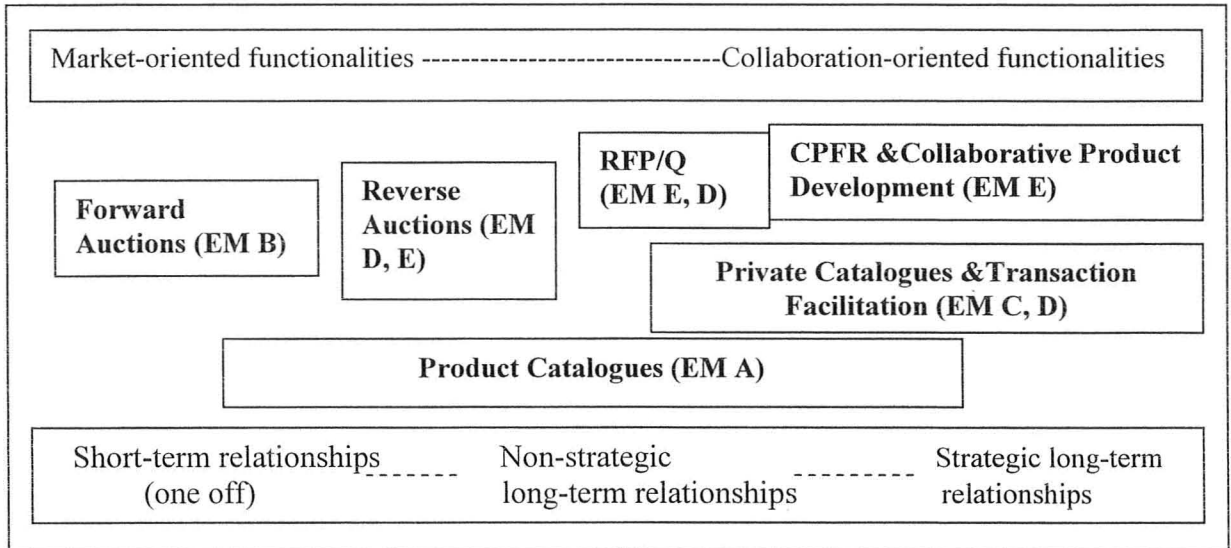 Market-oriented functionalities -----------------------------Collaboration-oriented functionalities
RFP/Q
(EM E, D)
CPFR &Collaborative Product
Development (EM E)
Reverse
Auctions (EM
D, E)
Forward
Auctions (EM B)
Private Catalogues &Transaction
Facilitation (EM C, D)
Product Catalogues (EM A)
Short-term relationships
(one off)
------
Non-strategic
long-term relationships
--------
Strategic long-term
relationships